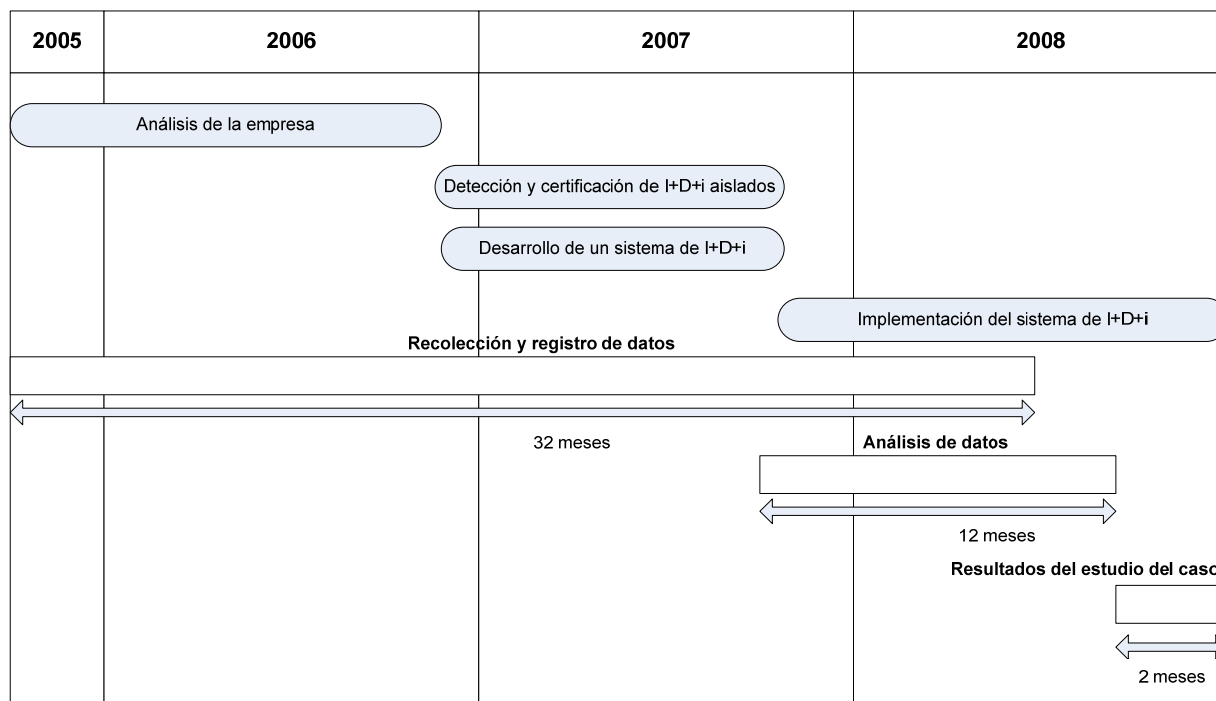 2005
2006
2007
2008
Análisis de la empresa
Detección y certificación de I+D+i aislados
Desarrollo de un sistema de I+D+i
Implementación del sistema de I+D+i
Recolección y registro de datos
32 meses
Análisis de datos
12 meses
Resultados del estudio del caso
2 meses